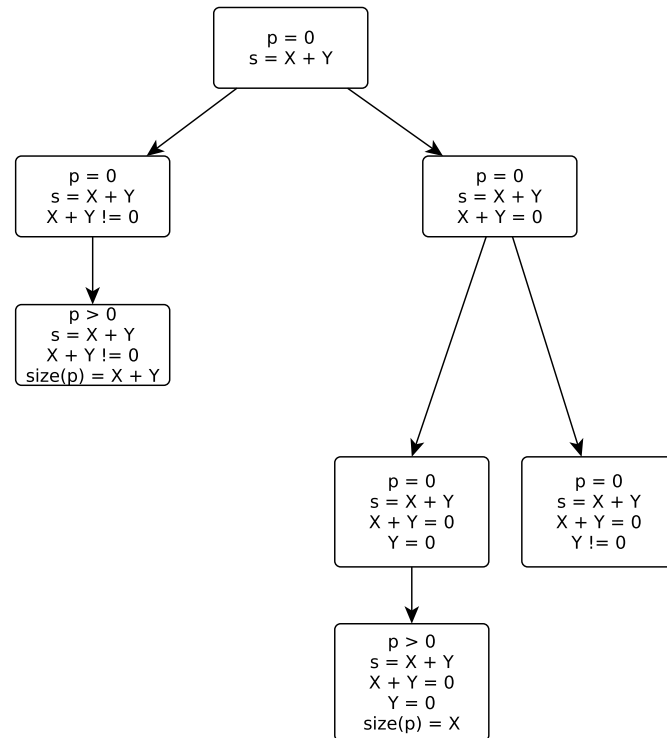 p = 0
s = X + Y
p = 0
s = X + Y
X + Y != 0
p = 0
s = X + Y
X + Y = 0
p > 0
s = X + Y
X + Y != 0
size(p) = X + Y
p = 0
s = X + Y
X + Y = 0
Y = 0
p = 0
s = X + Y
X + Y = 0
Y != 0
p > 0
s = X + Y
X + Y = 0
Y = 0
size(p) = X